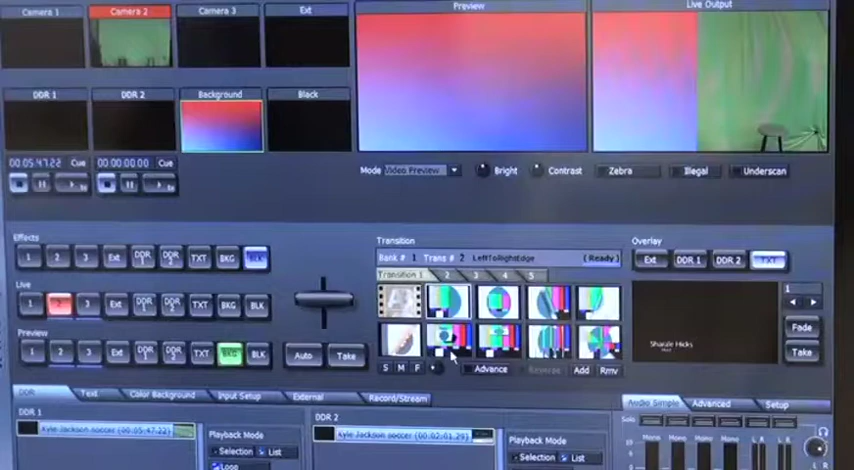 Camera 1 Camera 2 Camera 3 Ext Preview Live Output
DDR 1 DDR 2 Background Black
00:05:47.22 Cue 00:00:00.00 Cue
Mode Video Preview Bright Contrast Zebra Illegal Underscan
Effects
1 2 3 Ext DDR 1 DDR 2 TXT BKG BLK
Transition
Bank # 1 Trans # 2 LeftToRightEdge (Ready)
Transition 1 2 3 4 5
Overlay
Ext DDR 1 DDR 2 TXT
Live
1 2 3 Ext DDR 1 DDR 2 TXT BKG BLK
1
Fade
Take
Preview
1 2 3 Ext DDR 1 DDR 2 TXT BKG BLK
Auto Take
S M F Advance Reverse Add Rmv
DDR Text Color Background Input Setup External Record/Stream
Audio Simple Advanced Setup
DDR 1 DDR 2
Kyle Jackson soccer (00:05:47.22)
Kyle Jackson soccer (00:02:01.29)
Playback Mode
Selection List
Loop
Playback Mode
Selection List
Solo
Mono Mono Mono Mono L R L R